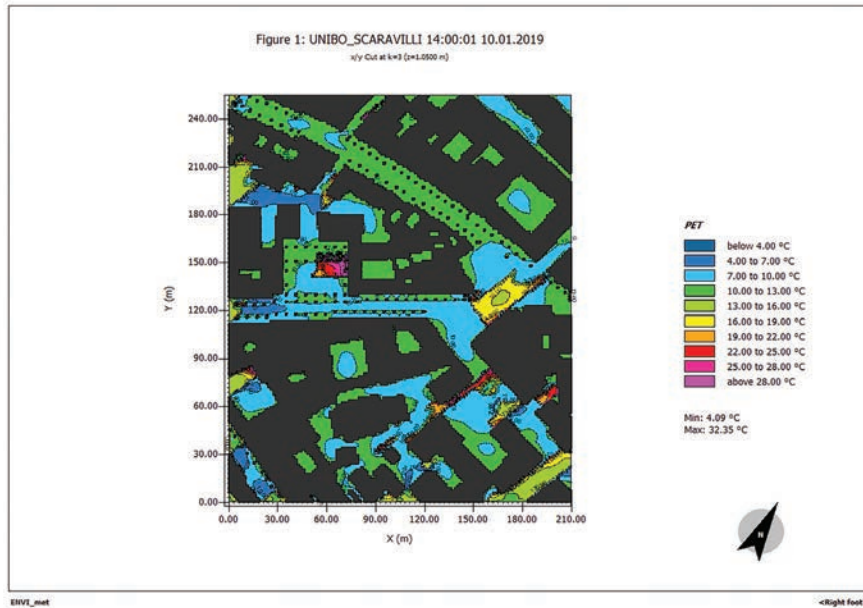 Figure 1: UNIBO_SCARAVILLI 14:00:01 10.01.2019
x/y Cut at k=3 (z=1.0500 m)
240.00
210.00
180.00
150.00
120.00
90.00
60.00
30.00
0.00
Y (m)
0.00 30.00 60.00 90.00 120.00 150.00 180.00 210.00
X (m)
PET
below 4.00 °C
4.00 to 7.00 °C
7.00 to 10.00 °C
10.00 to 13.00 °C
13.00 to 16.00 °C
16.00 to 19.00 °C
19.00 to 22.00 °C
22.00 to 25.00 °C
25.00 to 28.00 °C
above 28.00 °C
Min: 4.09 °C
Max: 32.35 °C
N
ENVI_met
<Right foot